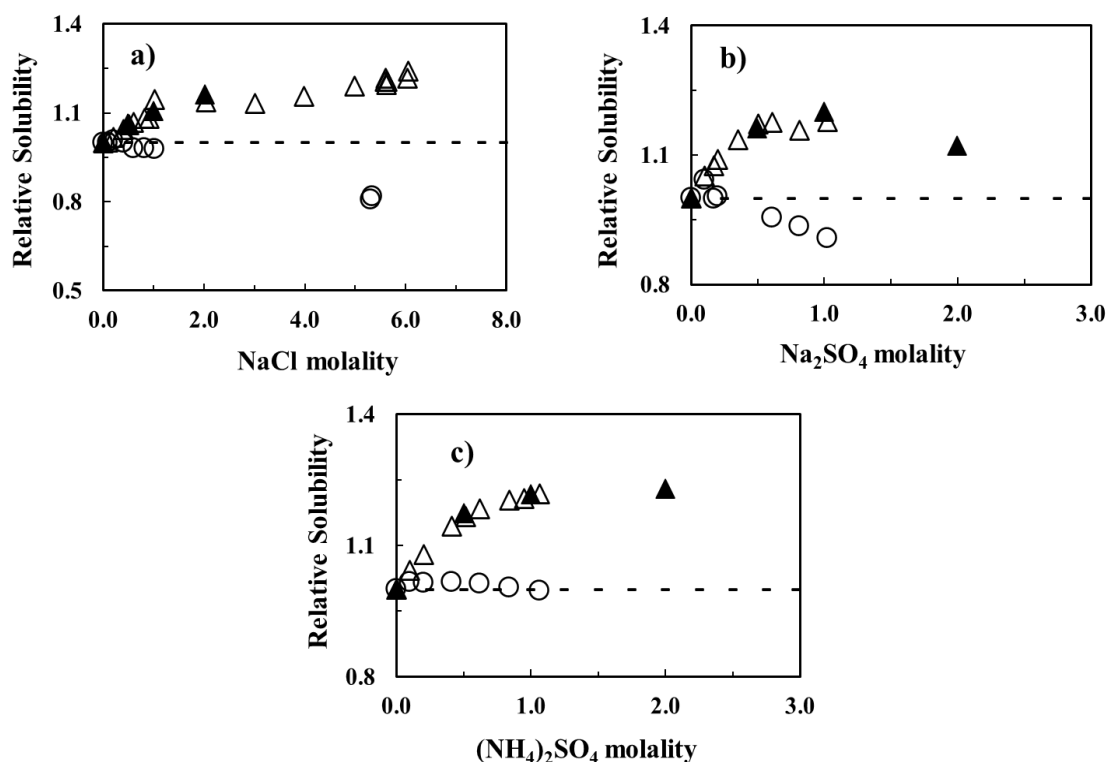 1.4
a)
1.1
0.8
0.5
0.0 2.0 4.0 6.0 8.0
Relative Solubility
NaCl molality
1.4
b)
1.1
0.8
0.0 1.0 2.0 3.0
Relative Solubility
Na₂SO₄ molality
1.4
c)
1.1
0.8
0.0 1.0 2.0 3.0
Relative Solubility
(NH₄)₂SO₄ molality